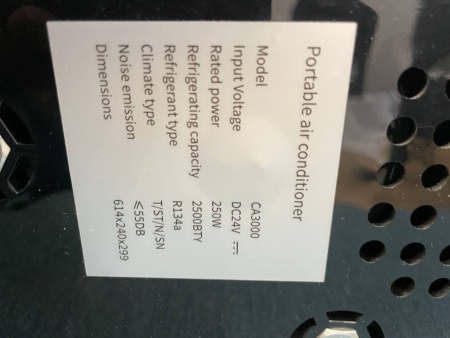 Portable air conditioner
Model CA3000
Input Voltage DC24V ⎓
Rated power 250W
Refrigerating capacity 2500BTY
Refrigerant type R134a
Climate type T/ST/N/SN
Noise emission ≤55DB
Dimensions 614x240x299